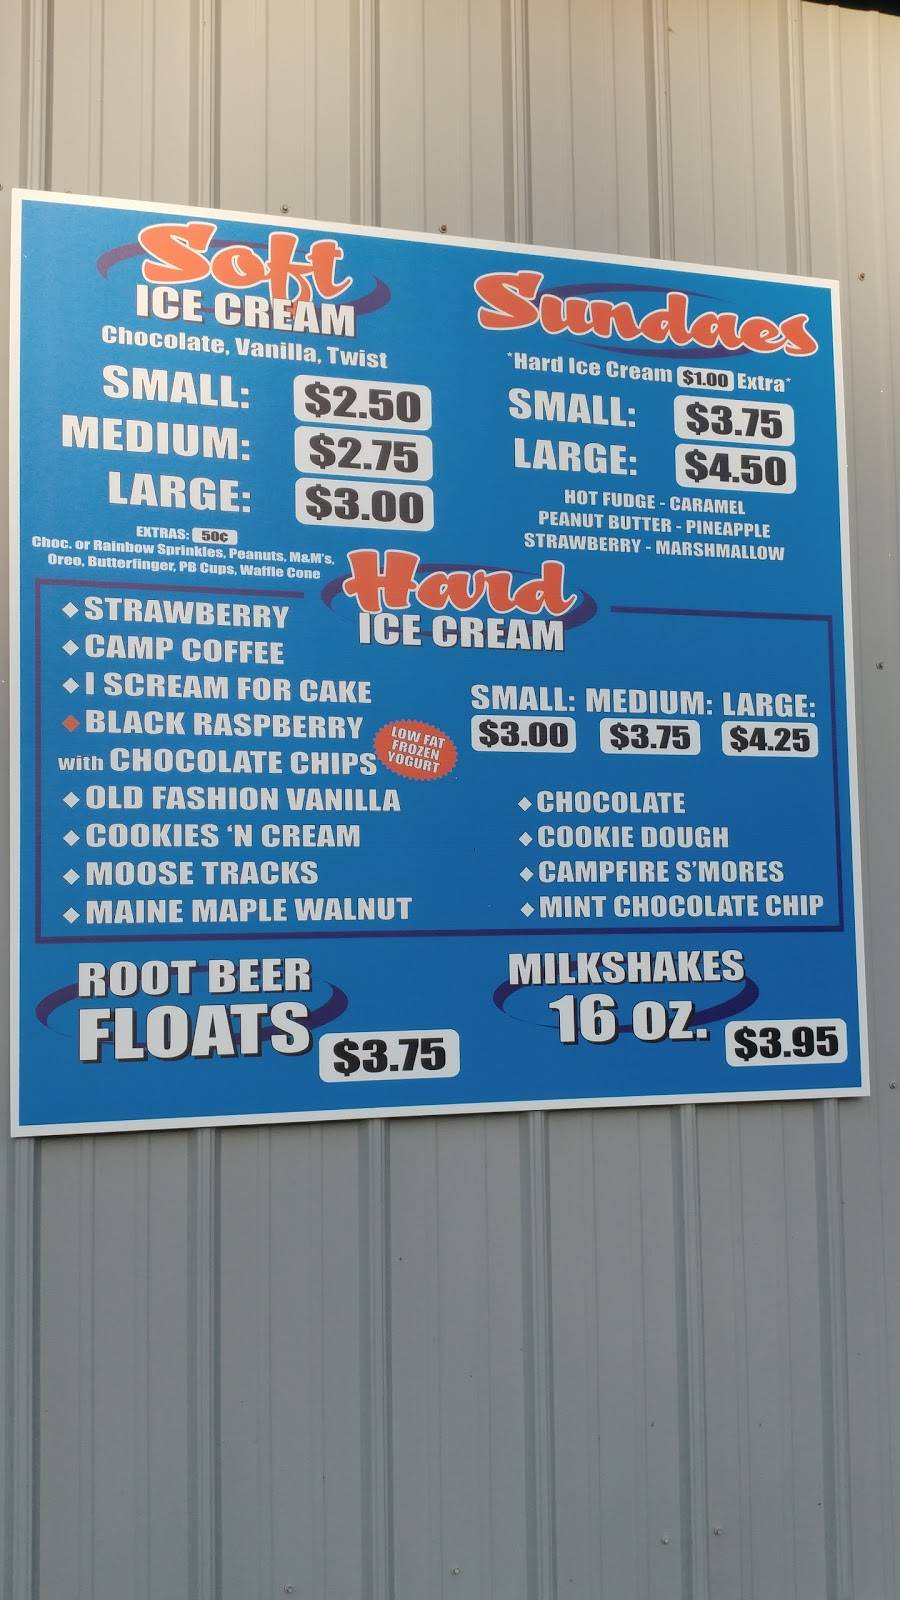 Soft
ICE CREAM
Chocolate, Vanilla, Twist
SMALL: $2.50
MEDIUM: $2.75
LARGE: $3.00
EXTRAS: 50¢
Choc. or Rainbow Sprinkles, Peanuts, M&M's,
Oreo, Butterfinger, PB Cups, Waffle Cone
Sundaes
*Hard Ice Cream $1.00 Extra*
SMALL: $3.75
LARGE: $4.50
HOT FUDGE - CARAMEL
PEANUT BUTTER - PINEAPPLE
STRAWBERRY - MARSHMALLOW
Hard
ICE CREAM
STRAWBERRY
CAMP COFFEE
I SCREAM FOR CAKE
BLACK RASPBERRY
with CHOCOLATE CHIPS
LOW FAT
FROZEN
YOGURT
OLD FASHION VANILLA
COOKIES ‘N CREAM
MOOSE TRACKS
MAINE MAPLE WALNUT
SMALL: MEDIUM: LARGE:
$3.00 $3.75 $4.25
CHOCOLATE
COOKIE DOUGH
CAMPFIRE S'MORES
MINT CHOCOLATE CHIP
ROOT BEER
FLOATS $3.75
MILKSHAKES
16 oz. $3.95